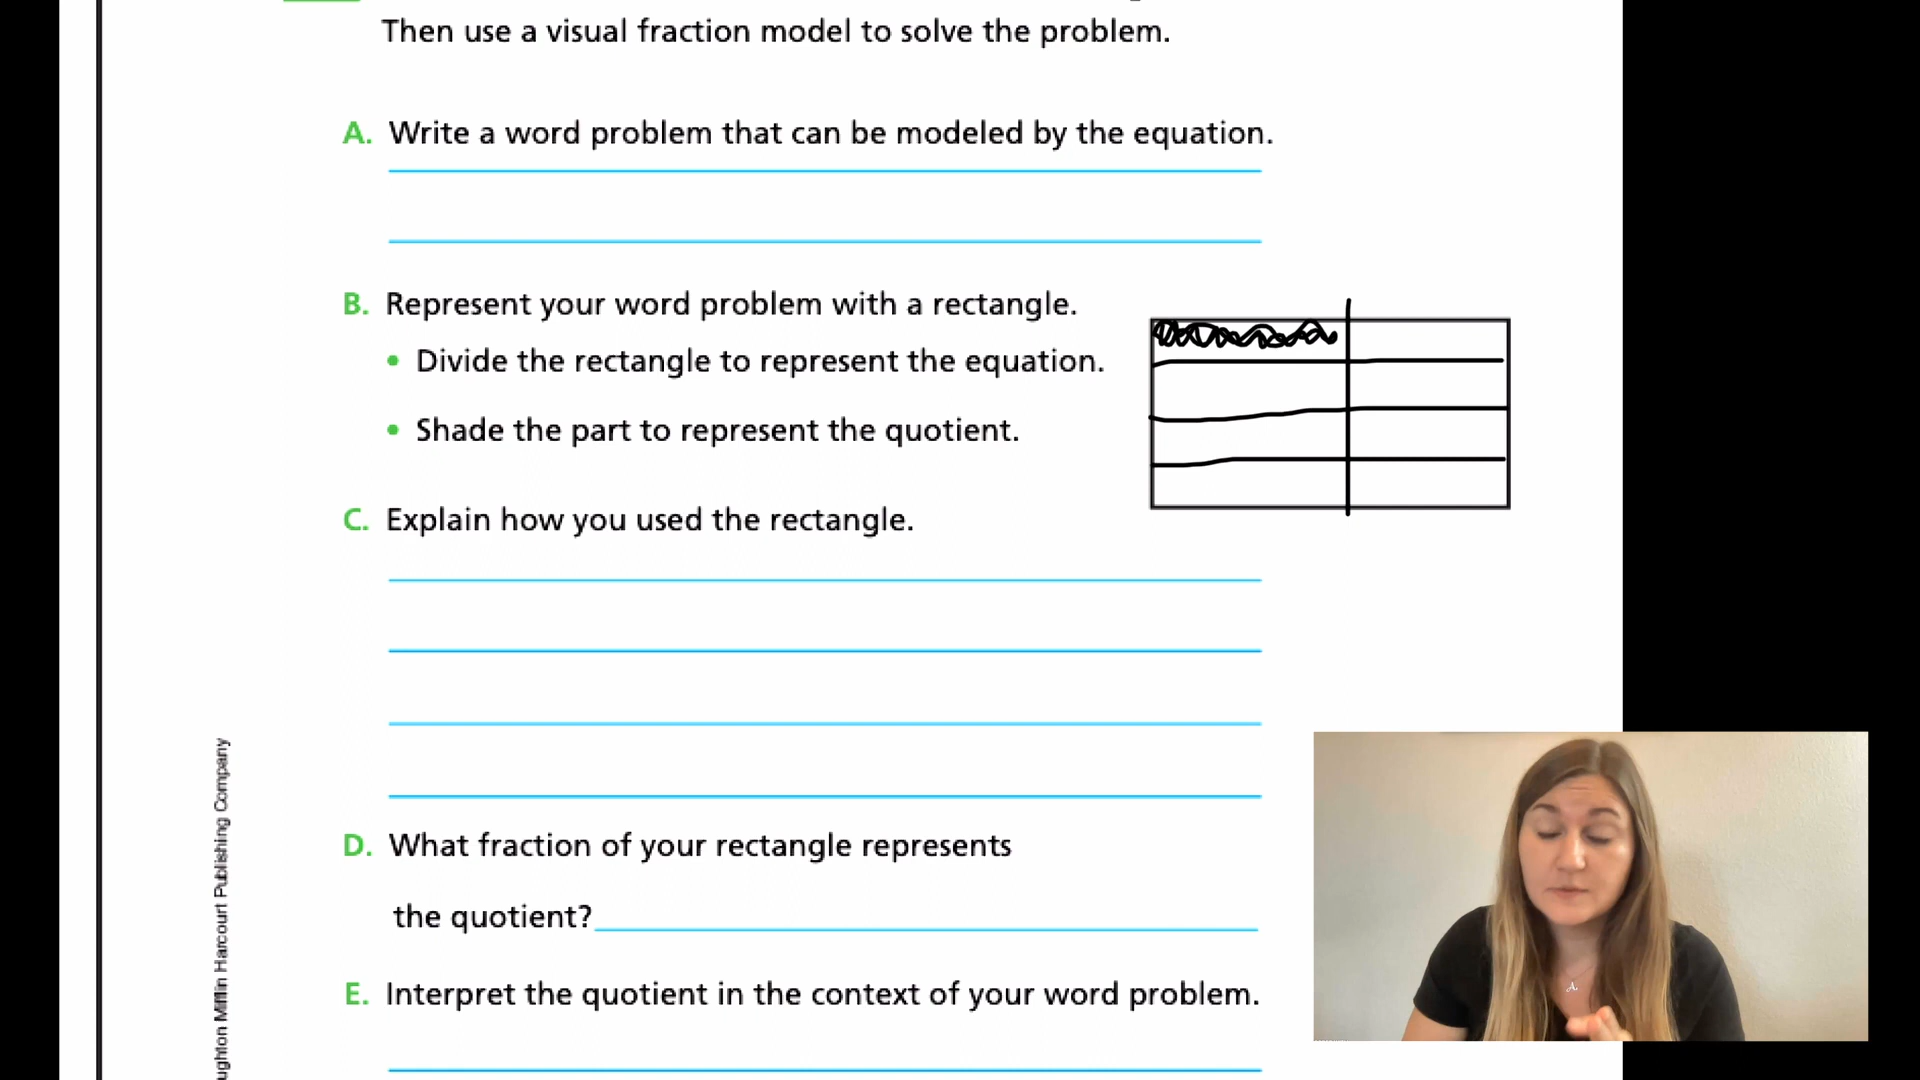 Then use a visual fraction model to solve the problem.
A. Write a word problem that can be modeled by the equation.
B. Represent your word problem with a rectangle.
• Divide the rectangle to represent the equation.
• Shade the part to represent the quotient.
C. Explain how you used the rectangle.
D. What fraction of your rectangle represents
the quotient?
E. Interpret the quotient in the context of your word problem.
ughton Mifflin Harcourt Publishing Company
A